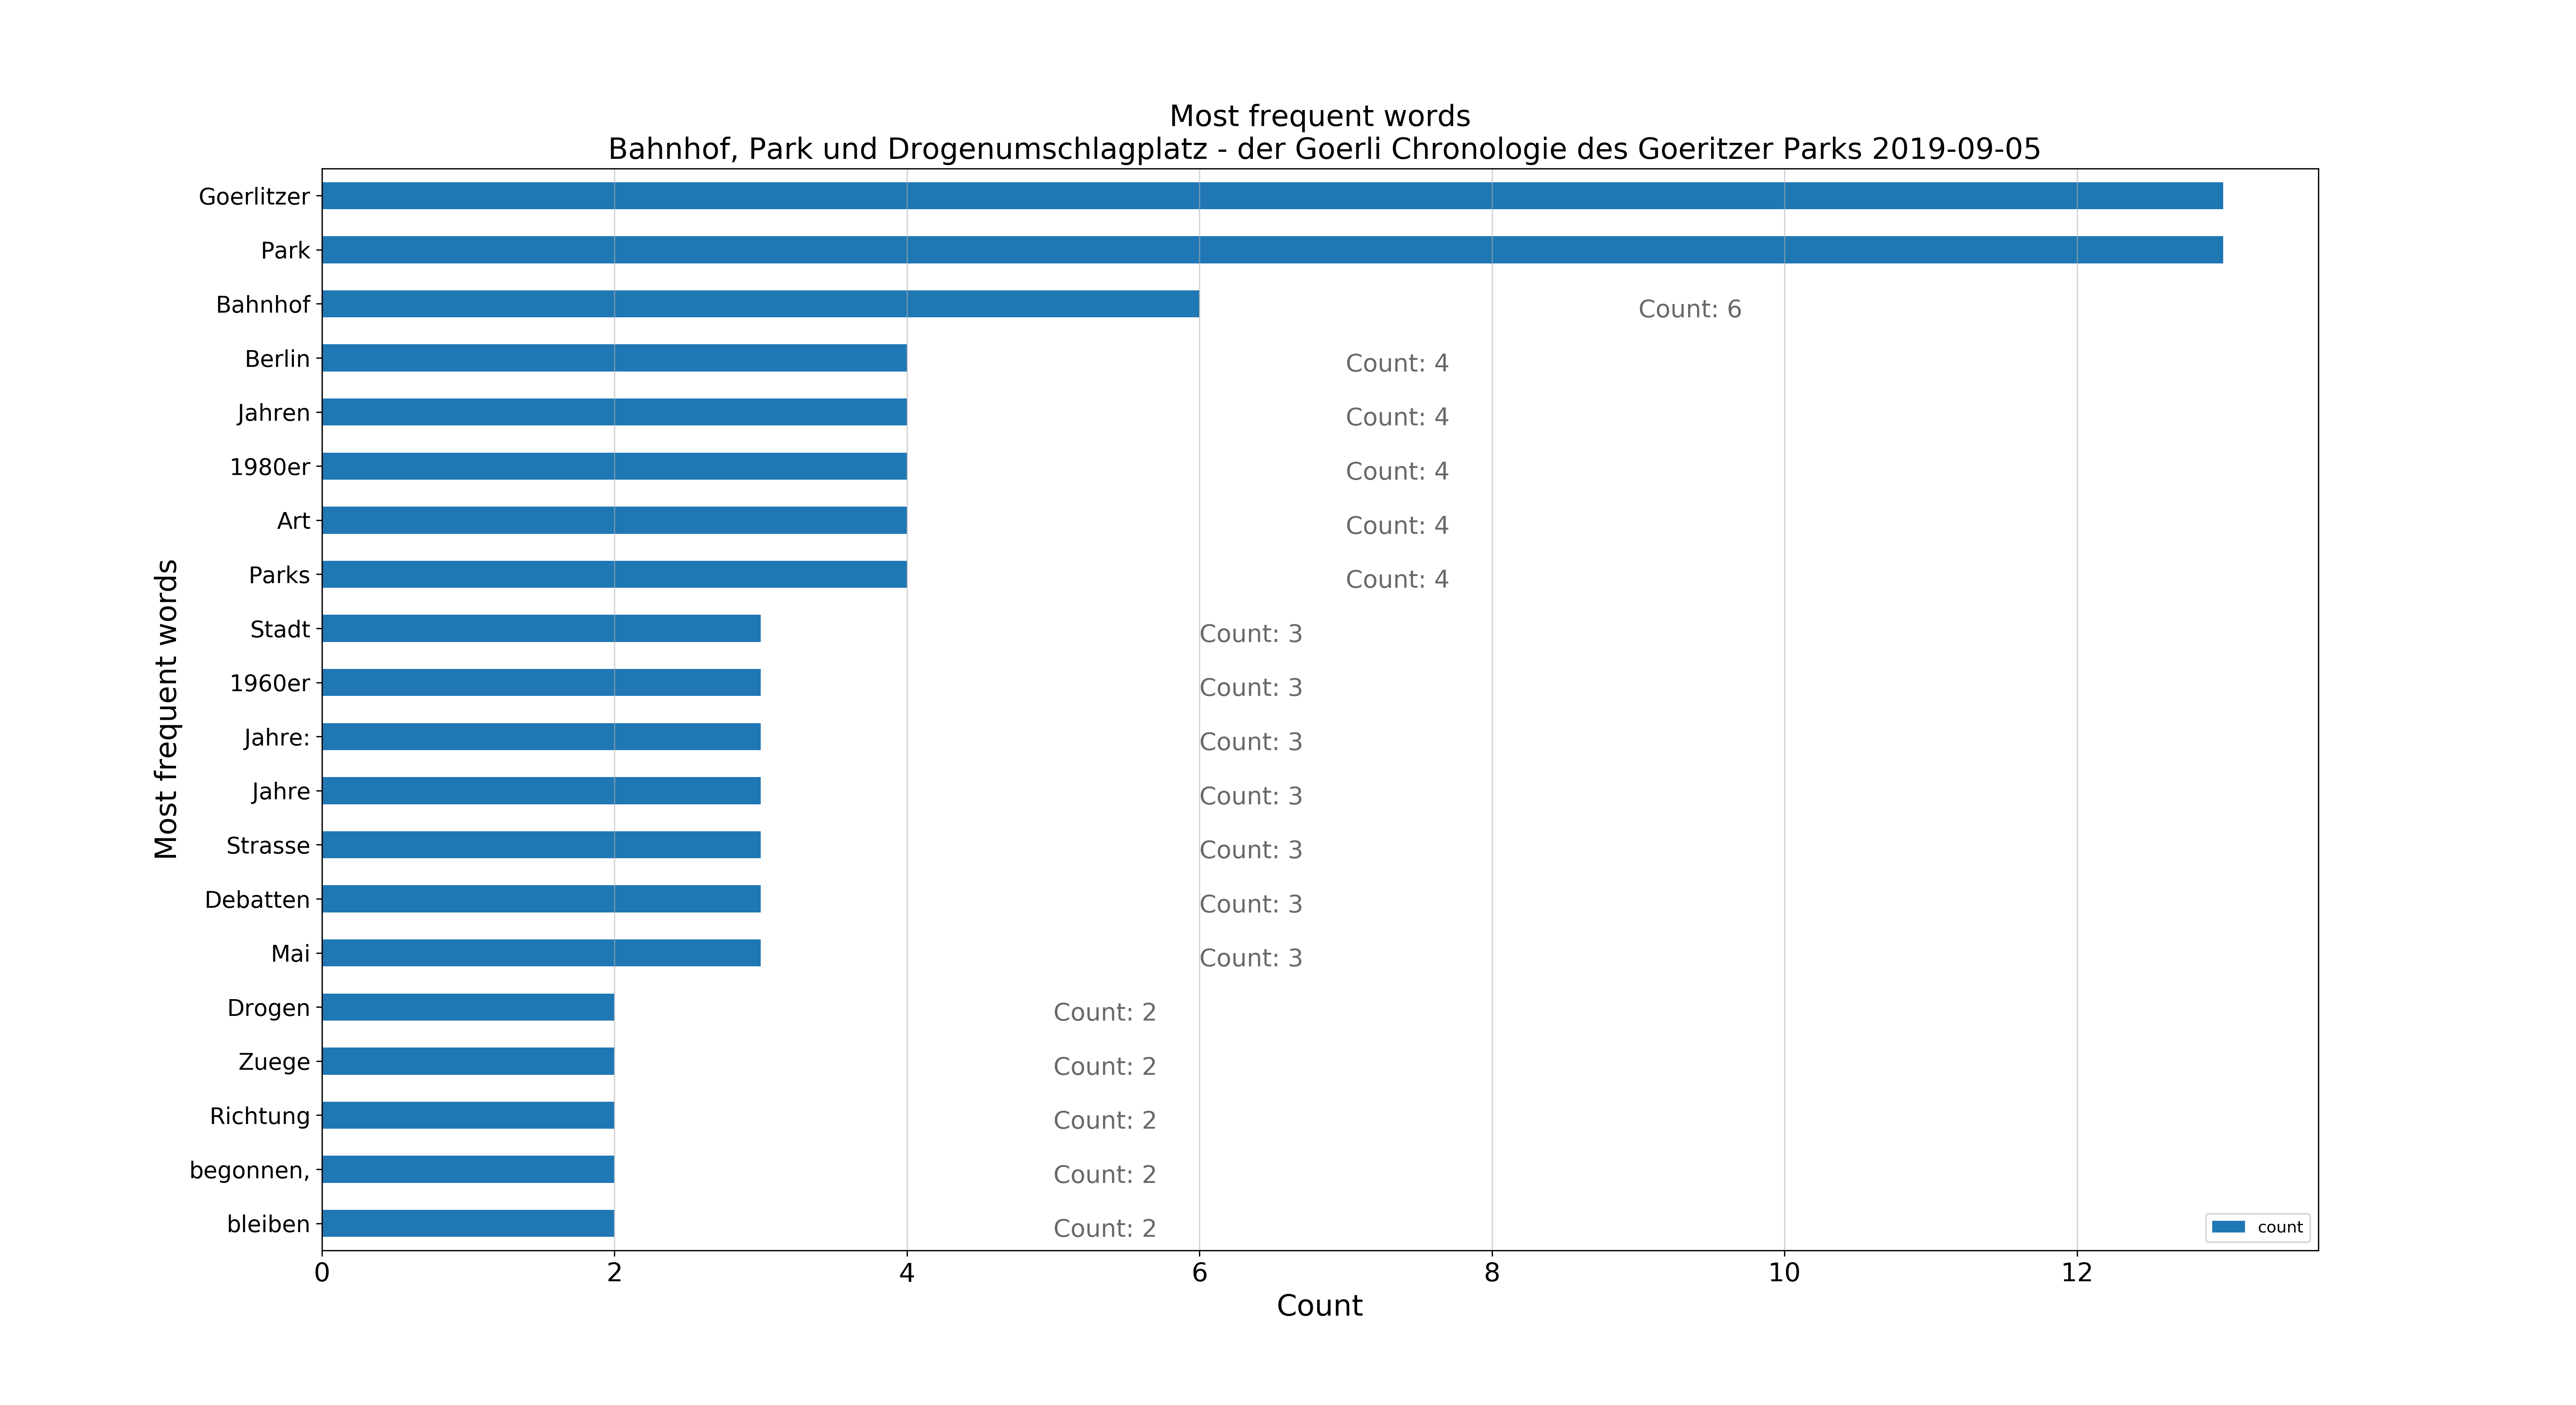 Most frequent words
Bahnhof, Park und Drogenumschlagplatz - der Goerli Chronologie des Goeritzer Parks 2019-09-05
Most frequent words
Goerlitzer
Park
Bahnhof Count: 6
Berlin Count: 4
Jahren Count: 4
1980er Count: 4
Art Count: 4
Parks Count: 4
Stadt Count: 3
1960er Count: 3
Jahre: Count: 3
Jahre Count: 3
Strasse Count: 3
Debatten Count: 3
Mai Count: 3
Drogen Count: 2
Zuege Count: 2
Richtung Count: 2
begonnen, Count: 2
bleiben Count: 2
count
0 2 4 6 8 10 12
Count